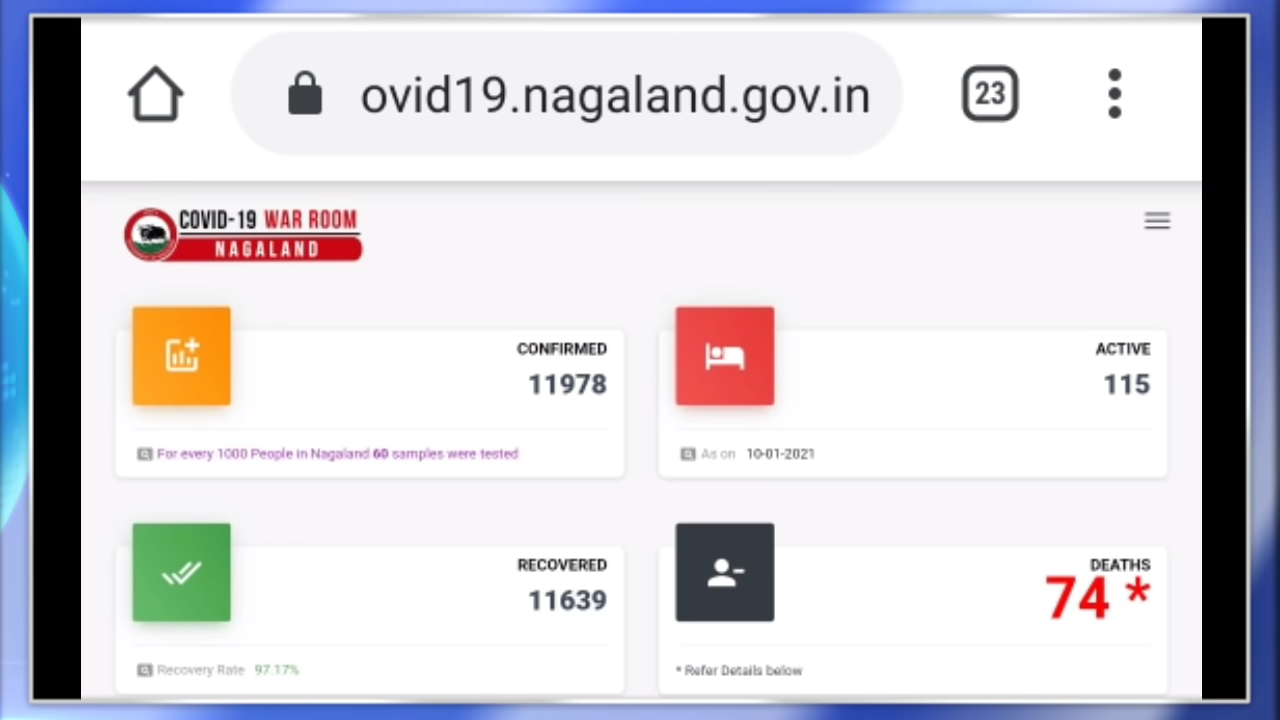 ovid19.nagaland.gov.in
23
COVID-19 WAR ROOM
NAGALAND
CONFIRMED
11978
For every 1000 People in Nagaland 60 samples were tested
ACTIVE
115
As on 10-01-2021
RECOVERED
11639
Recovery Rate 97.17%
DEATHS
74 *
* Refer Details below